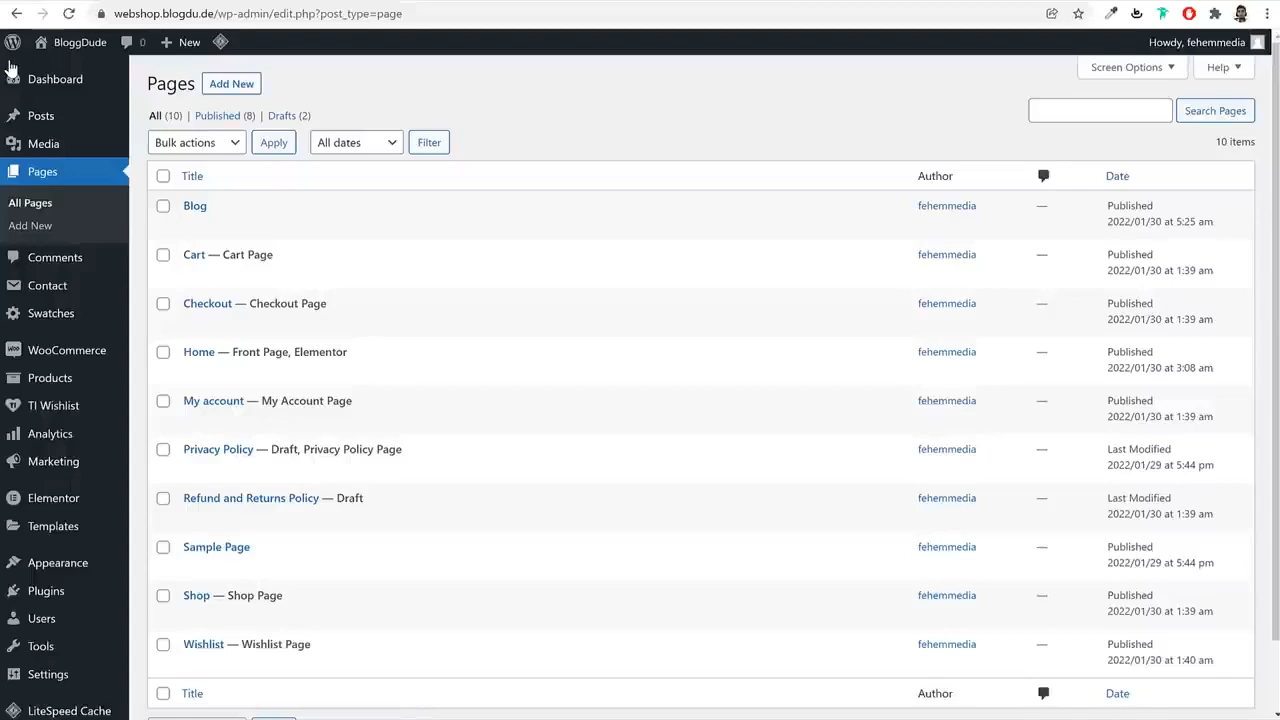 webshop.blogdu.de/wp-admin/edit.php?post_type=page
BloggDude 0 New Howdy, fehemmedia
Dashboard
Posts
Media
Pages
All Pages
Add New
Comments
Contact
Swatches
WooCommerce
Products
TI Wishlist
Analytics
Marketing
Elementor
Templates
Appearance
Plugins
Users
Tools
Settings
LiteSpeed Cache
Screen Options Help
Pages Add New
All (10) | Published (8) | Drafts (2)
Search Pages
Bulk actions Apply All dates Filter
10 items
Title Author Date
Blog fehemmedia — Published
2022/01/30 at 5:25 am
Cart — Cart Page fehemmedia — Published
2022/01/30 at 1:39 am
Checkout — Checkout Page fehemmedia — Published
2022/01/30 at 1:39 am
Home — Front Page, Elementor fehemmedia — Published
2022/01/30 at 3:08 am
My account — My Account Page fehemmedia — Published
2022/01/30 at 1:39 am
Privacy Policy — Draft, Privacy Policy Page fehemmedia — Last Modified
2022/01/29 at 5:44 pm
Refund and Returns Policy — Draft fehemmedia — Last Modified
2022/01/30 at 1:39 am
Sample Page fehemmedia — Published
2022/01/29 at 5:44 pm
Shop — Shop Page fehemmedia — Published
2022/01/30 at 1:39 am
Wishlist — Wishlist Page fehemmedia — Published
2022/01/30 at 1:40 am
Title Author Date